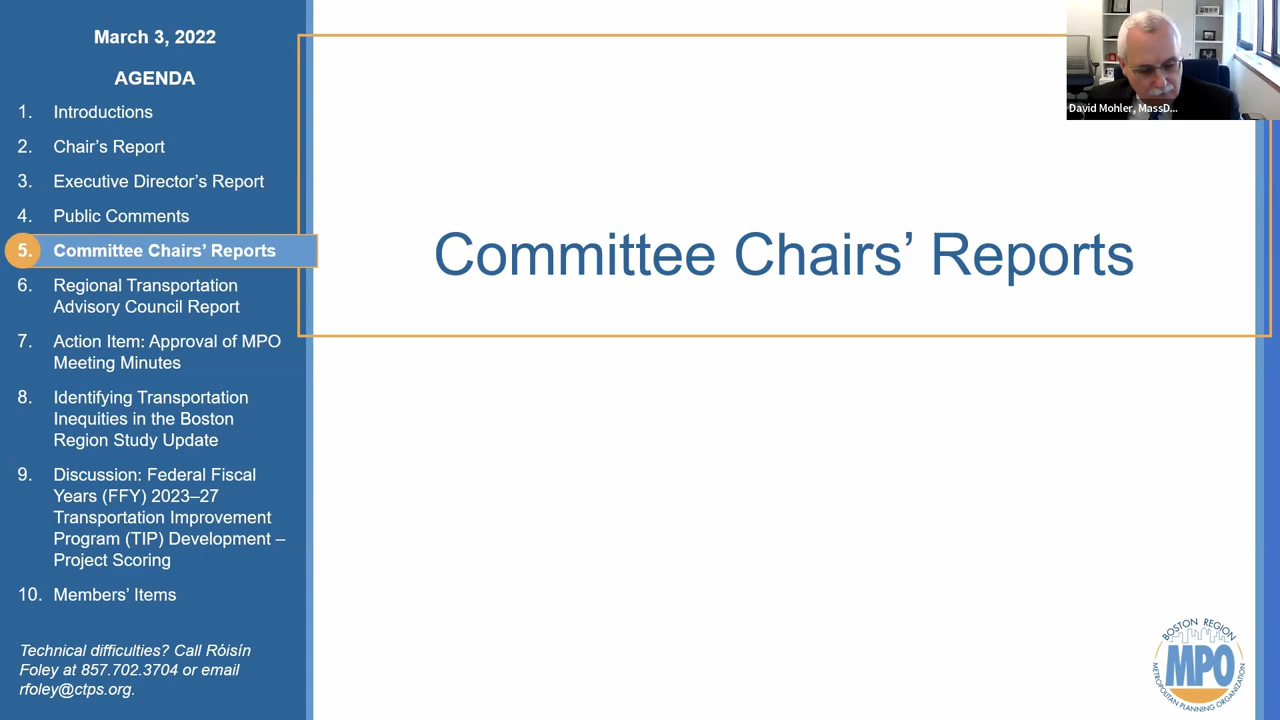 March 3, 2022
AGENDA
1. Introductions
2. Chair's Report
3. Executive Director's Report
4. Public Comments
5. Committee Chairs' Reports
6. Regional Transportation
Advisory Council Report
7. Action Item: Approval of MPO
Meeting Minutes
8. Identifying Transportation
Inequities in the Boston
Region Study Update
9. Discussion: Federal Fiscal
Years (FFY) 2023–27
Transportation Improvement
Program (TIP) Development –
Project Scoring
10. Members' Items
Technical difficulties? Call Róisín
Foley at 857.702.3704 or email
rfoley@ctps.org.
Committee Chairs' Reports
David Mohler, MassD...
BOSTON REGION
MPO
METROPOLITAN PLANNING ORGANIZATION